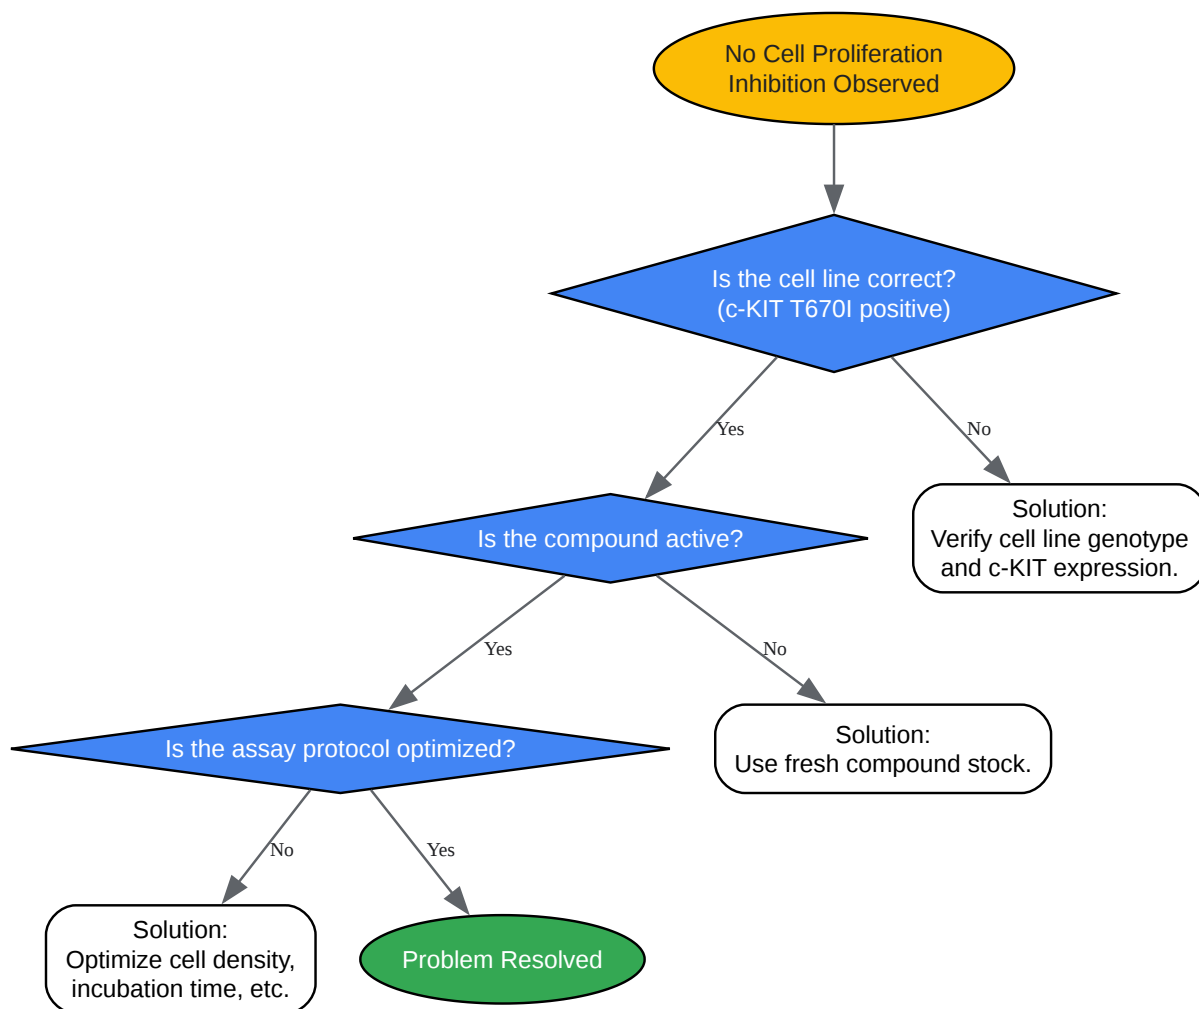 No Cell Proliferation
Inhibition Observed
Is the cell line correct?
(c-KIT T670I positive)
Yes
No
Solution:
Verify cell line genotype
and c-KIT expression.
Is the compound active?
Yes
No
Solution:
Use fresh compound stock.
Is the assay protocol optimized?
No
Yes
Solution:
Optimize cell density,
incubation time, etc.
Problem Resolved